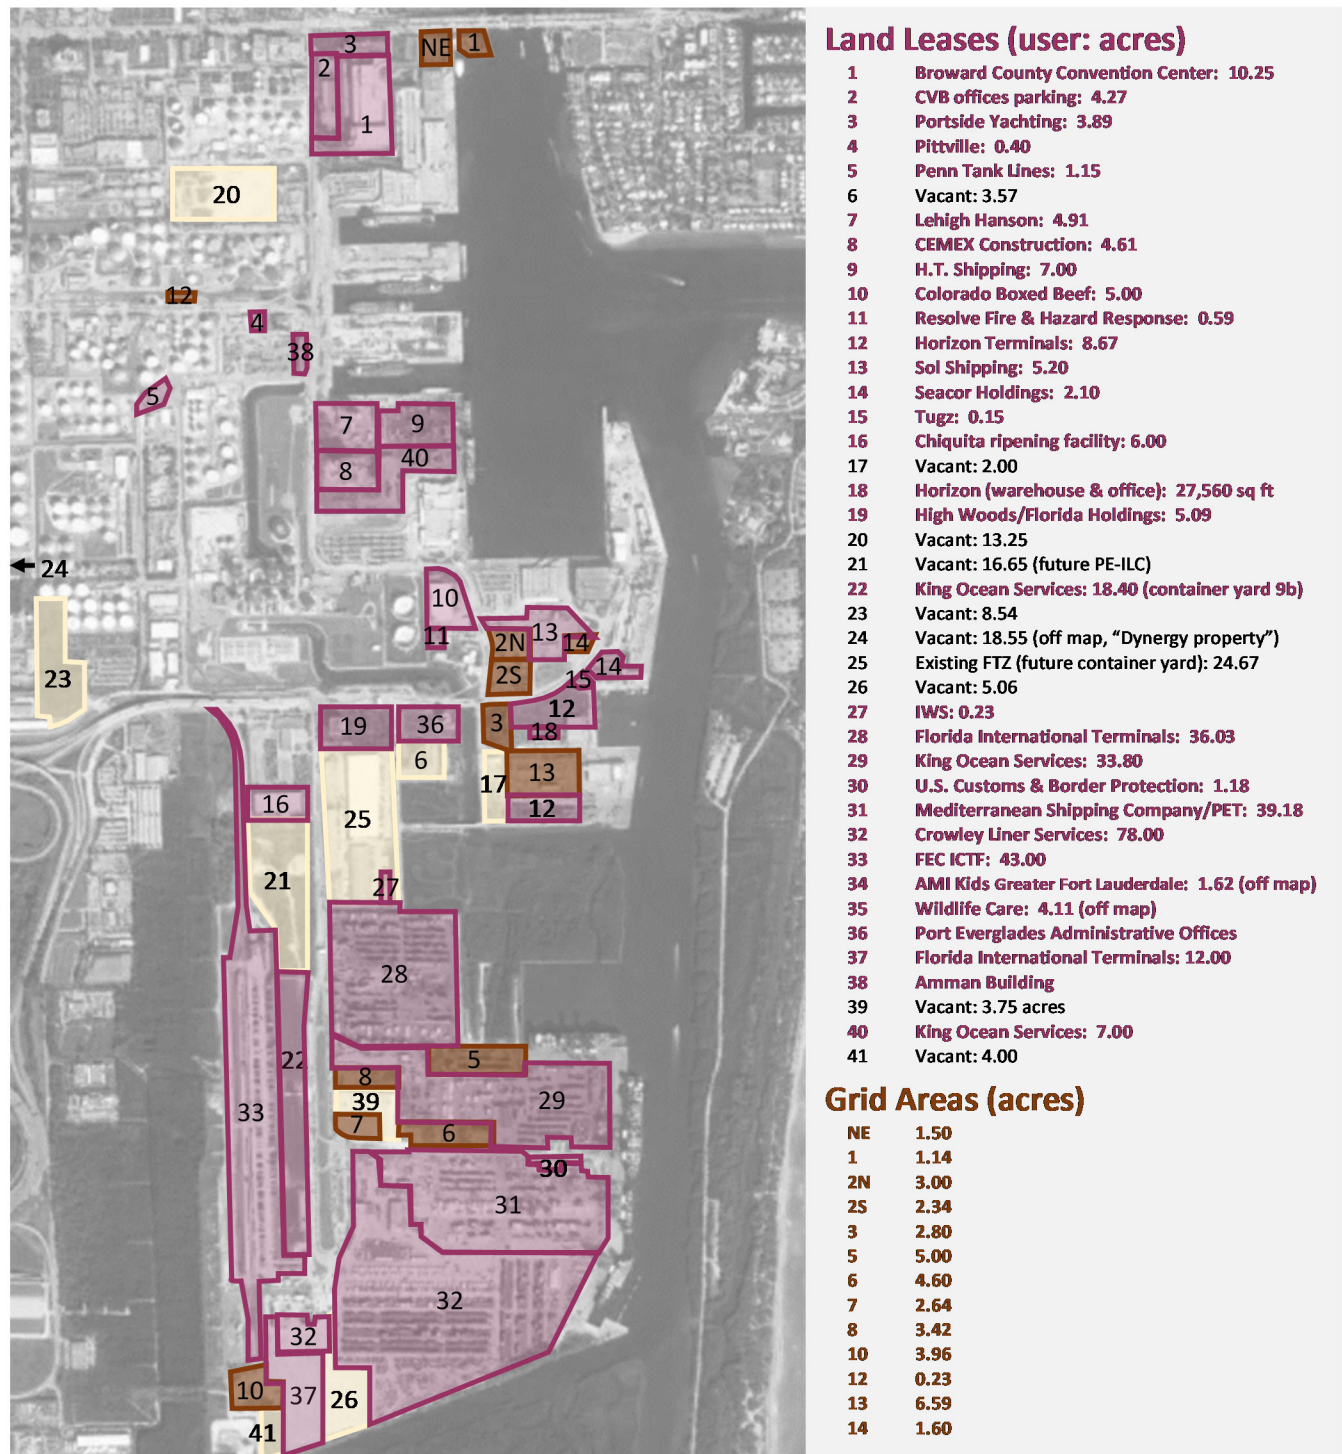 3
NE
1
2
1
20
12
4
38
5
7
9
40
8
24
10
11
2N
13
14
2S
14
15
23
12
3
18
19
36
6
17
13
12
25
16
21
27
28
22
5
8
39
29
7
6
33
30
31
32
32
10
37
26
41
Land Leases (user: acres)
1 Broward County Convention Center: 10.25
2 CVB offices parking: 4.27
3 Portside Yachting: 3.89
4 Pittville: 0.40
5 Penn Tank Lines: 1.15
6 Vacant: 3.57
7 Lehigh Hanson: 4.91
8 CEMEX Construction: 4.61
9 H.T. Shipping: 7.00
10 Colorado Boxed Beef: 5.00
11 Resolve Fire & Hazard Response: 0.59
12 Horizon Terminals: 8.67
13 Sol Shipping: 5.20
14 Seacor Holdings: 2.10
15 Tugz: 0.15
16 Chiquita ripening facility: 6.00
17 Vacant: 2.00
18 Horizon (warehouse & office): 27,560 sq ft
19 High Woods/Florida Holdings: 5.09
20 Vacant: 13.25
21 Vacant: 16.65 (future PE-ILC)
22 King Ocean Services: 18.40 (container yard 9b)
23 Vacant: 8.54
24 Vacant: 18.55 (off map, “Dynergy property”)
25 Existing FTZ (future container yard): 24.67
26 Vacant: 5.06
27 IWS: 0.23
28 Florida International Terminals: 36.03
29 King Ocean Services: 33.80
30 U.S. Customs & Border Protection: 1.18
31 Mediterranean Shipping Company/PET: 39.18
32 Crowley Liner Services: 78.00
33 FEC ICTF: 43.00
34 AMI Kids Greater Fort Lauderdale: 1.62 (off map)
35 Wildlife Care: 4.11 (off map)
36 Port Everglades Administrative Offices
37 Florida International Terminals: 12.00
38 Amman Building
39 Vacant: 3.75 acres
40 King Ocean Services: 7.00
41 Vacant: 4.00
Grid Areas (acres)
NE 1.50
1 1.14
2N 3.00
2S 2.34
3 2.80
5 5.00
6 4.60
7 2.64
8 3.42
10 3.96
12 0.23
13 6.59
14 1.60